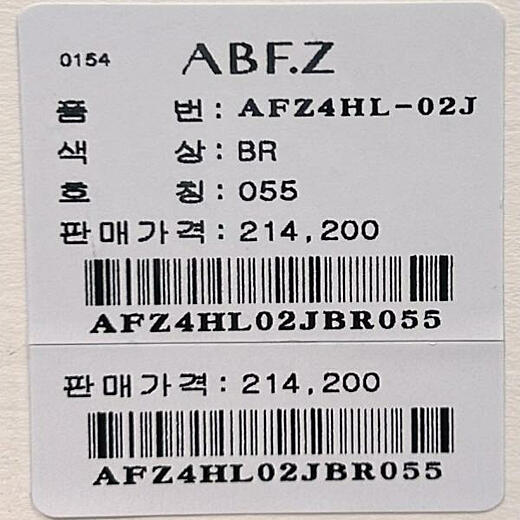 0154 ABF.Z
품 번 : AFZ4HL-02J
색 상 : BR
호 칭 : 055
판매가격 : 214,200
AFZ4HL02JBR055
판매가격 : 214,200
AFZ4HL02JBR055